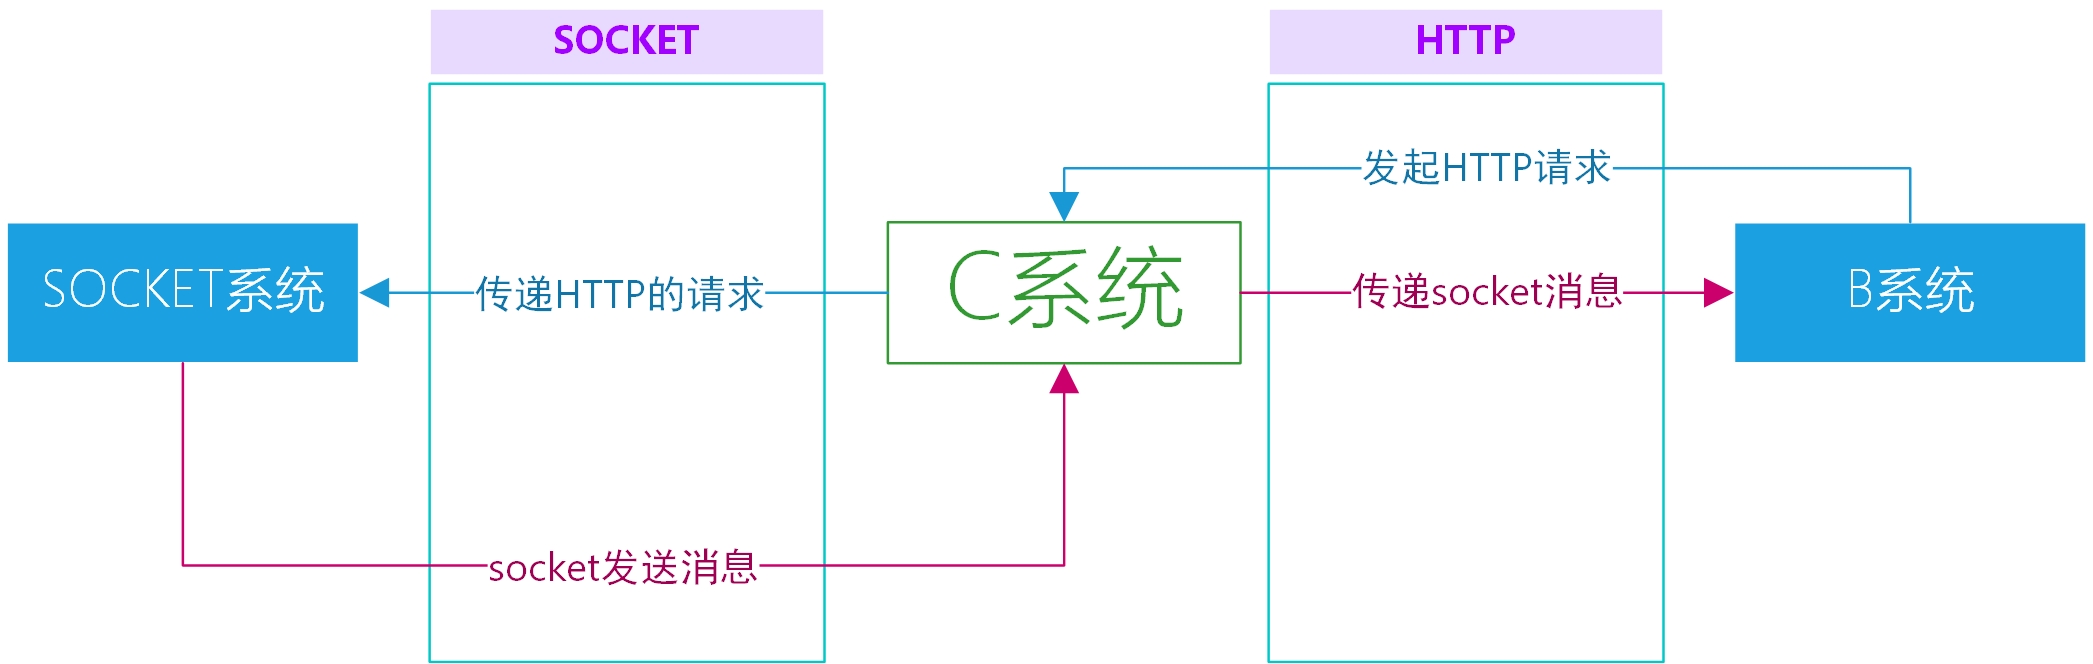 SOCKET
HTTP
发起HTTP请求
SOCKET系统
传递HTTP的请求
C系统
传递socket消息
B系统
socket发送消息